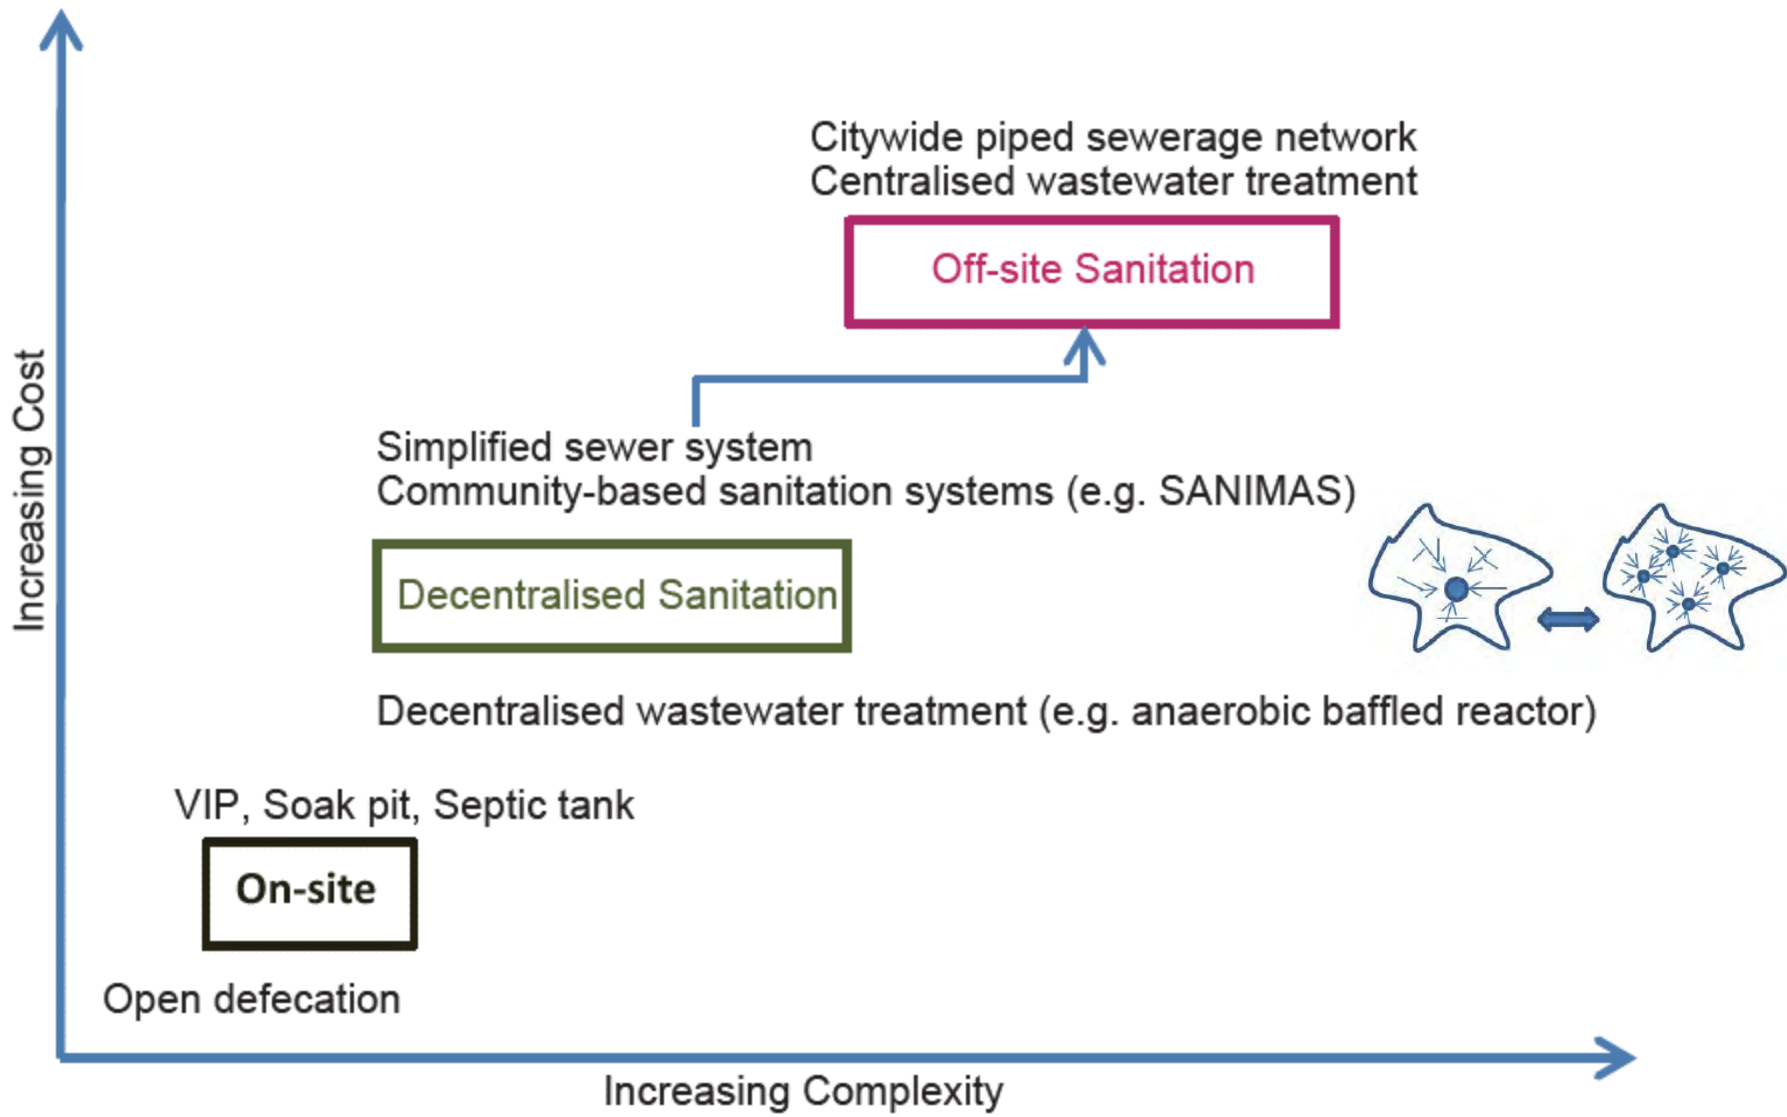 Increasing Cost
Citywide piped sewerage network
Centralised wastewater treatment
Off-site Sanitation
Simplified sewer system
Community-based sanitation systems (e.g. SANIMAS)
Decentralised Sanitation
Decentralised wastewater treatment (e.g. anaerobic baffled reactor)
VIP, Soak pit, Septic tank
On-site
Open defecation
Increasing Complexity